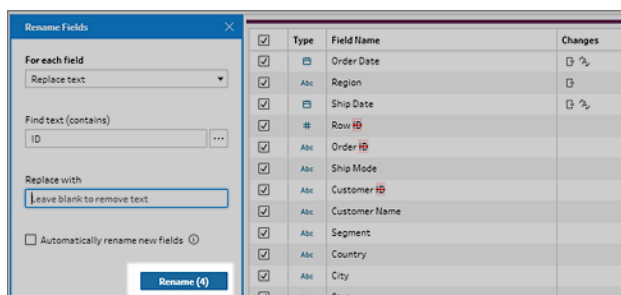 Rename Fields
For each field
Replace text
Find text (contains)
ID
Replace with
Leave blank to remove text
Automatically rename new fields
Rename (4)
Type Field Name Changes
Order Date
Abc Region
Ship Date
# Row ID
Abc Order ID
Abc Ship Mode
Abc Customer ID
Abc Customer Name
Abc Segment
Abc Country
Abc City